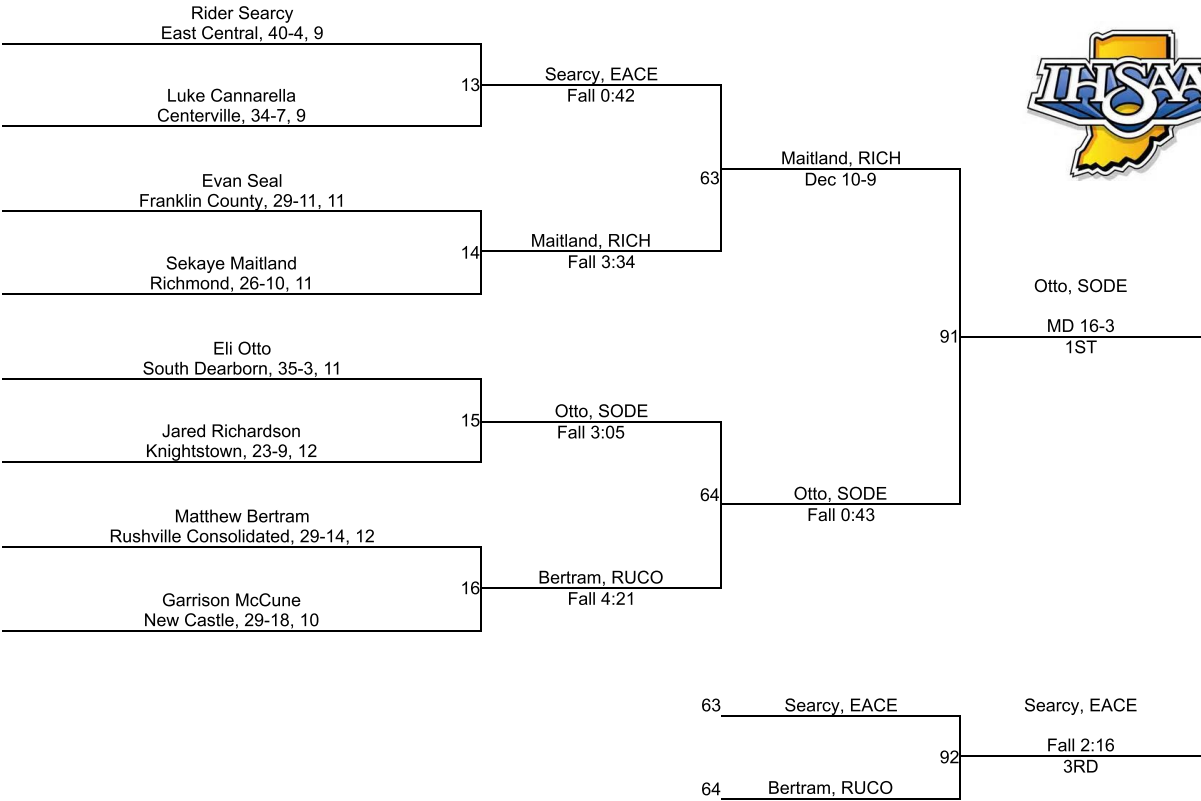 Rider Searcy
East Central, 40-4, 9
13
Searcy, EACE
Fall 0:42
Luke Cannarella
Centerville, 34-7, 9
63
Maitland, RICH
Dec 10-9
Evan Seal
Franklin County, 29-11, 11
14
Maitland, RICH
Fall 3:34
Sekaye Maitland
Richmond, 26-10, 11
IHSAA
91
Otto, SODE
MD 16-3
1ST
Eli Otto
South Dearborn, 35-3, 11
15
Otto, SODE
Fall 3:05
Jared Richardson
Knightstown, 23-9, 12
64
Otto, SODE
Fall 0:43
Matthew Bertram
Rushville Consolidated, 29-14, 12
16
Bertram, RUCO
Fall 4:21
Garrison McCune
New Castle, 29-18, 10
63
Searcy, EACE
92
Searcy, EACE
Fall 2:16
3RD
64
Bertram, RUCO